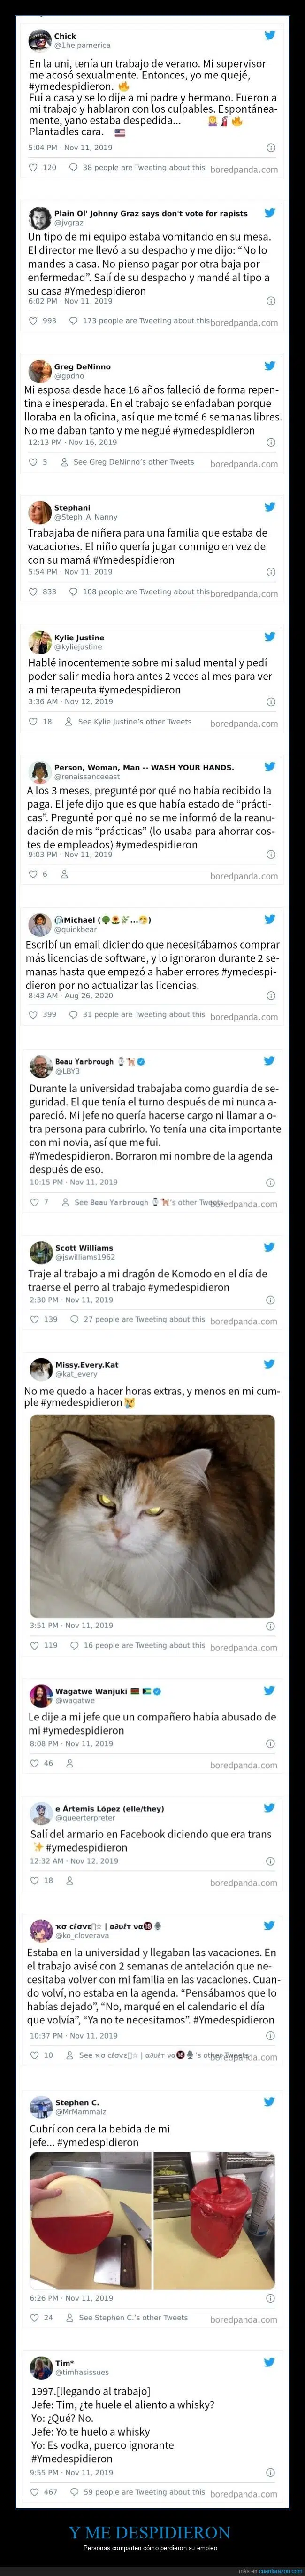 Chick
@1helpamerica
En la uni, tenía un trabajo de verano. Mi supervisor
me acosó sexualmente. Entonces, yo me quejé,
#ymedespidieron. 🔥
Fui a casa y se lo dije a mi padre y hermano. Fueron a
mi trabajo y hablaron con los culpables. Espontánea-
mente, yano estaba despedida...
Plantadles cara. 🇺🇸
5:04 PM · Nov 11, 2019
120 38 people are Tweeting about this boredpanda.com
Plain Ol' Johnny Graz says don't vote for rapists
@jvgraz
Un tipo de mi equipo estaba vomitando en su mesa.
El director me llevó a su despacho y me dijo: “No lo
mandes a casa. No pienso pagar por otra baja por
enfermedad”. Salí de su despacho y mandé al tipo a
su casa #Ymedespidieron
6:02 PM · Nov 11, 2019
993 173 people are Tweeting about this boredpanda.com
Greg DeNinno
@gpdno
Mi esposa desde hace 16 años falleció de forma repen-
tina e inesperada. En el trabajo se enfadaban porque
lloraba en la oficina, así que me tomé 6 semanas libres.
No me daban tanto y me negué #ymedespidieron
12:13 PM · Nov 16, 2019
5 See Greg DeNinno's other Tweets boredpanda.com
Stephani
@Steph_A_Nanny
Trabajaba de niñera para una familia que estaba de
vacaciones. El niño quería jugar conmigo en vez de
con su mamá #Ymedespidieron
5:54 PM · Nov 11, 2019
833 108 people are Tweeting about this boredpanda.com
Kylie Justine
@kyliejustine
Hablé inocentemente sobre mi salud mental y pedí
poder salir media hora antes 2 veces al mes para ver
a mi terapeuta #ymedespidieron
3:36 AM · Nov 12, 2019
18 See Kylie Justine's other Tweets boredpanda.com
Person, Woman, Man -- WASH YOUR HANDS.
@renaissanceeast
A los 3 meses, pregunté por qué no había recibido la
paga. El jefe dijo que es que había estado de “prácti-
cas”. Pregunté por qué no se me informó de la reanu-
dación de mis “prácticas” (lo usaba para ahorrar cos-
tes de empleados) #ymedespidieron
9:03 PM · Nov 11, 2019
6 boredpanda.com
Michael (🌳🌻🌿...🤧)
@quickbear
Escribí un email diciendo que necesitábamos comprar
más licencias de software, y lo ignoraron durante 2 se-
manas hasta que empezó a haber errores #ymedespi-
dieron por no actualizar las licencias.
8:43 AM · Aug 26, 2020
399 31 people are Tweeting about this boredpanda.com
Beau Yarbrough
@LBY3
Durante la universidad trabajaba como guardia de se-
guridad. El que tenía el turno después de mi nunca a-
pareció. Mi jefe no quería hacerse cargo ni llamar a o-
tra persona para cubrirlo. Yo tenía una cita importante
con mi novia, así que me fui.
#Ymedespidieron. Borraron mi nombre de la agenda
después de eso.
10:15 PM · Nov 11, 2019
7 See Beau Yarbrough 's other Tweets boredpanda.com
Scott Williams
@jswilliams1962
Traje al trabajo a mi dragón de Komodo en el día de
traerse el perro al trabajo #ymedespidieron
2:30 PM · Nov 11, 2019
139 27 people are Tweeting about this boredpanda.com
Missy.Every.Kat
@kat_every
No me quedo a hacer horas extras, y menos en mi cum-
ple #ymedespidieron😿
3:51 PM · Nov 11, 2019
119 16 people are Tweeting about this boredpanda.com
Wagatwe Wanjuki
@wagatwe
Le dije a mi jefe que un compañero había abusado de
mi #ymedespidieron
8:08 PM · Nov 11, 2019
46 boredpanda.com
e Artemis López (elle/they)
@queerterpreter
Salí del armario en Facebook diciendo que era trans
✨ #ymedespidieron
12:32 AM · Nov 12, 2019
18 boredpanda.com
@ko_cloverava
Estaba en la universidad y llegaban las vacaciones. En
el trabajo avisé con 2 semanas de antelación que ne-
cesitaba volver con mi familia en las vacaciones. Cuan-
do volví, no estaba en la agenda. “Pensábamos que lo
habías dejado”, “No, marqué en el calendario el día
que volvía”, “Ya no te necesitamos”. #Ymedespidieron
10:37 PM · Nov 11, 2019
10 See 's other Tweets boredpanda.com
Stephen C.
@MrMammalz
Cubrí con cera la bebida de mi
jefe... #ymedespidieron
6:26 PM · Nov 11, 2019
24 See Stephen C.'s other Tweets boredpanda.com
Tim*
@timhasissues
1997.[llegando al trabajo]
Jefe: Tim, ¿te huele el aliento a whisky?
Yo: ¿Qué? No.
Jefe: Yo te huelo a whisky
Yo: Es vodka, puerco ignorante
#Ymedespidieron
9:55 PM · Nov 11, 2019
467 59 people are Tweeting about this boredpanda.com
Y ME DESPIDIERON
Personas comparten cómo perdieron su empleo
más en cuantarazon.com